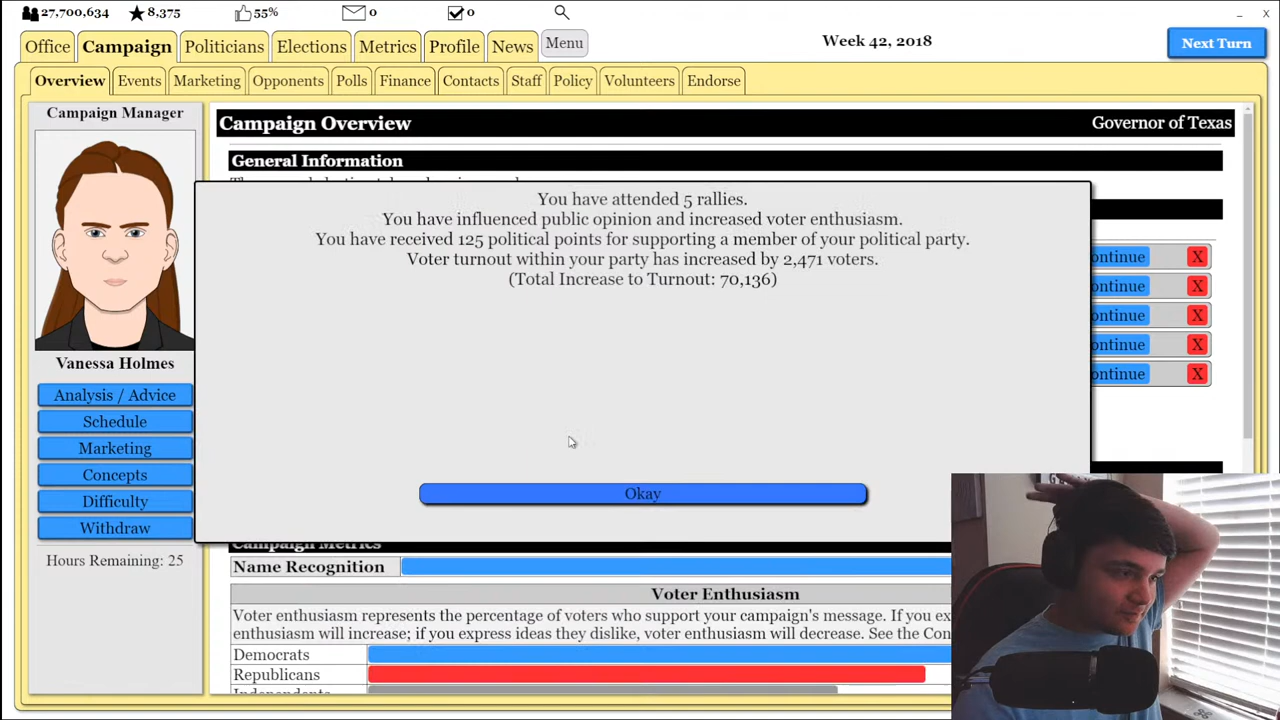 27,700,634 8,375 55% 0 0
Office Campaign Politicians Elections Metrics Profile News Menu Week 42, 2018 Next Turn
Overview Events Marketing Opponents Polls Finance Contacts Staff Policy Volunteers Endorse
Campaign Manager
Campaign Overview Governor of Texas
General Information
You have attended 5 rallies.
You have influenced public opinion and increased voter enthusiasm.
You have received 125 political points for supporting a member of your political party.
Voter turnout within your party has increased by 2,471 voters.
(Total Increase to Turnout: 70,136)
ontinue X
ontinue X
ontinue X
ontinue X
ontinue X
Okay
Vanessa Holmes
Analysis / Advice
Schedule
Marketing
Concepts
Difficulty
Withdraw
Hours Remaining: 25
Campaign Metrics
Name Recognition
Voter Enthusiasm
Voter enthusiasm represents the percentage of voters who support your campaign's message. If you ex
enthusiasm will increase; if you express ideas they dislike, voter enthusiasm will decrease. See the Con
Democrats
Republicans
Independents